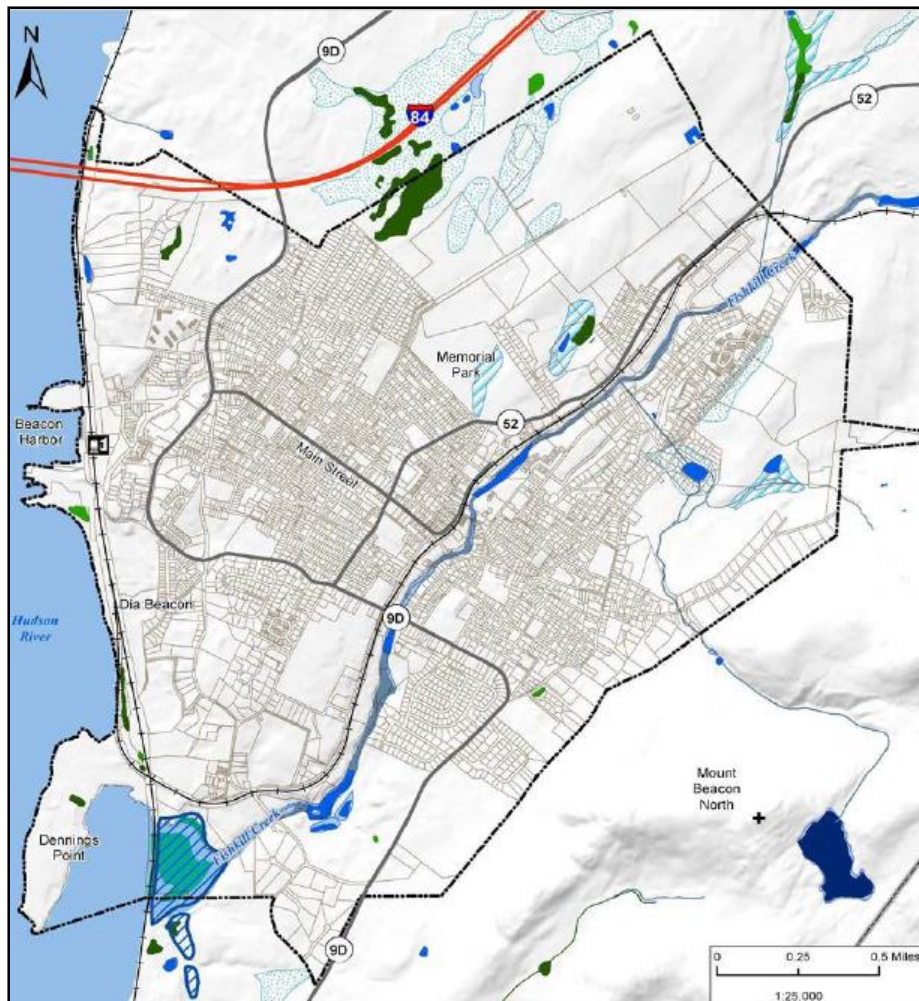 N
9D
84
52
Fishkill Creek
Memorial
Park
Beacon
Harbor
52
Main Street
Dia Beacon
9D
Hudson
River
Mount
Beacon
North
Dennings
Point
Fishkill Creek
9D
0 0.25 0.5 Miles
1:25,000